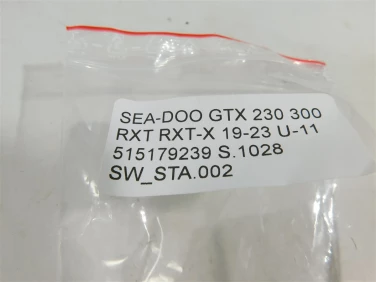 SEA-DOO GTX 230 300
RXT RXT-X 19-23 U-11
515179239 S.1028
SW_STA.002